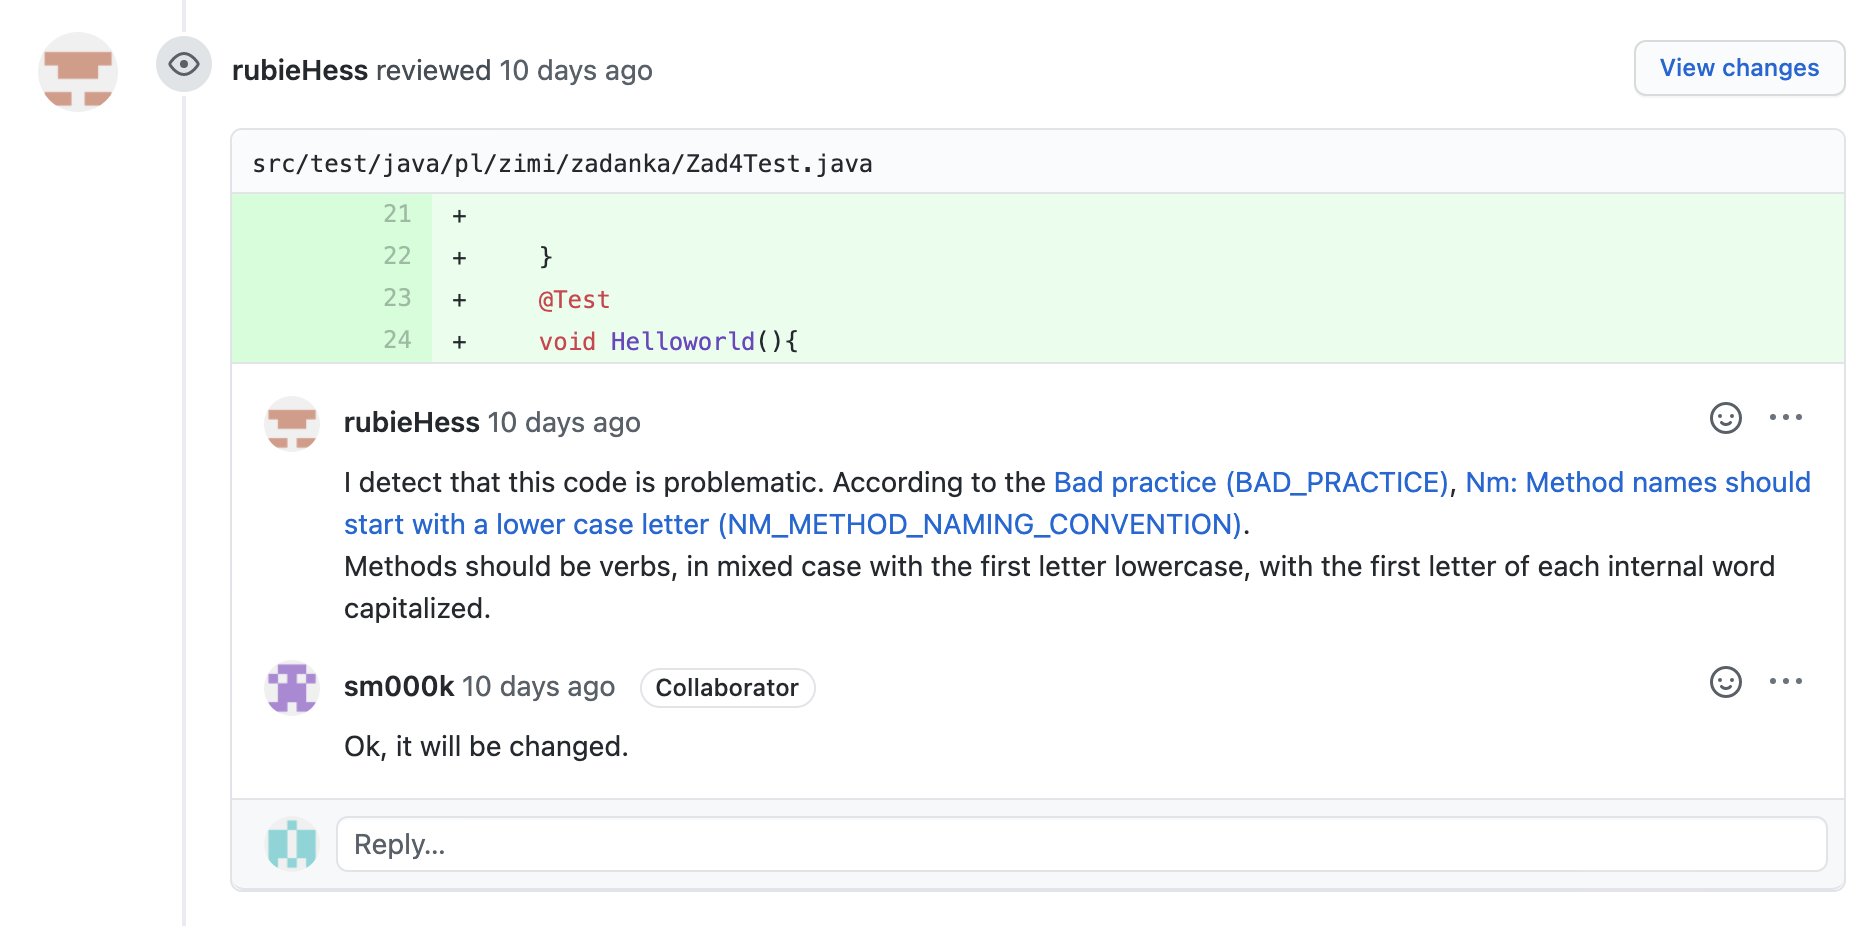 rubieHess reviewed 10 days ago
View changes
src/test/java/pl/zimi/zadanka/Zad4Test.java
21 +
22 + }
23 + @Test
24 + void Helloworld(){
rubieHess 10 days ago
I detect that this code is problematic. According to the Bad practice (BAD_PRACTICE), Nm: Method names should
start with a lower case letter (NM_METHOD_NAMING_CONVENTION).
Methods should be verbs, in mixed case with the first letter lowercase, with the first letter of each internal word
capitalized.
sm000k 10 days ago Collaborator
Ok, it will be changed.
Reply...